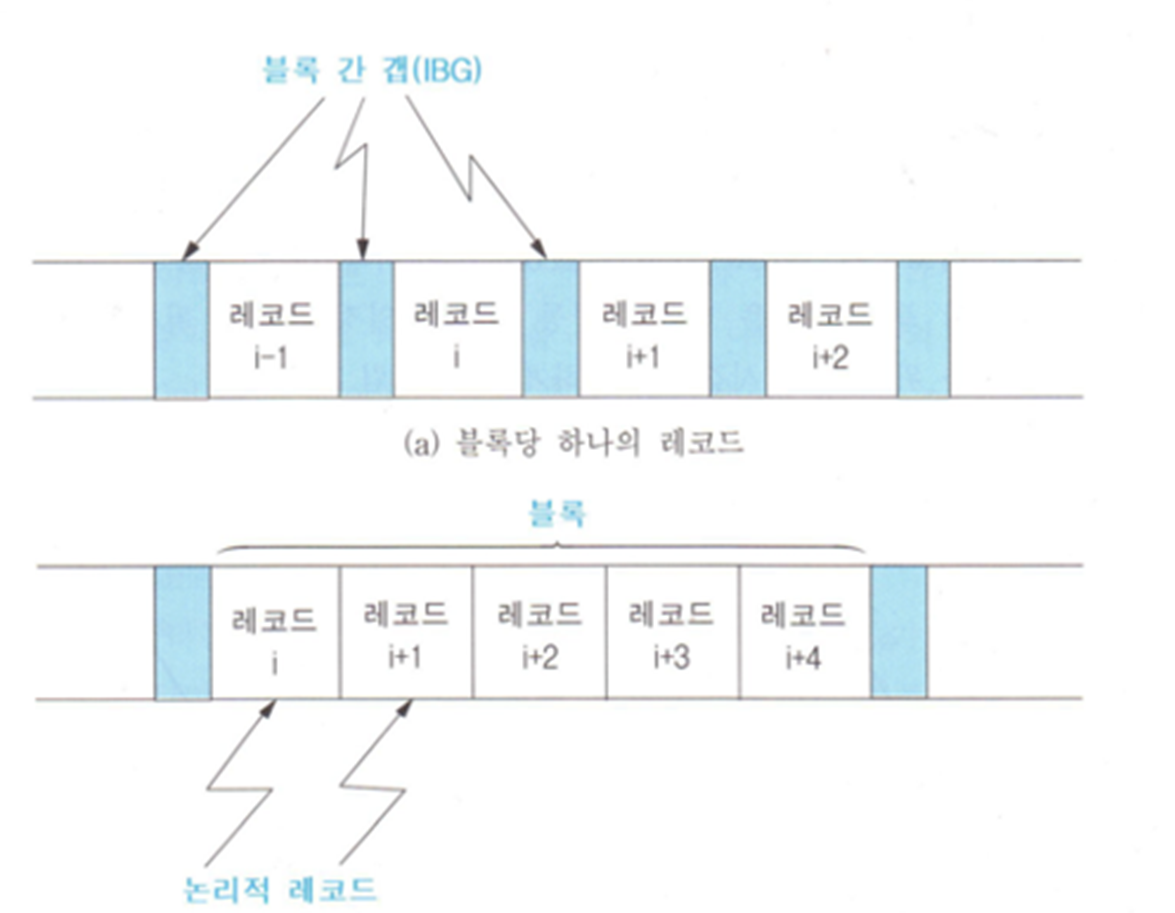 블록 간 갭(IBG)
레코드 레코드 레코드 레코드
i-1 i i+1 i+2
(a) 블록당 하나의 레코드
블록
레코드 레코드 레코드 레코드 레코드
i i+1 i+2 i+3 i+4
논리적 레코드